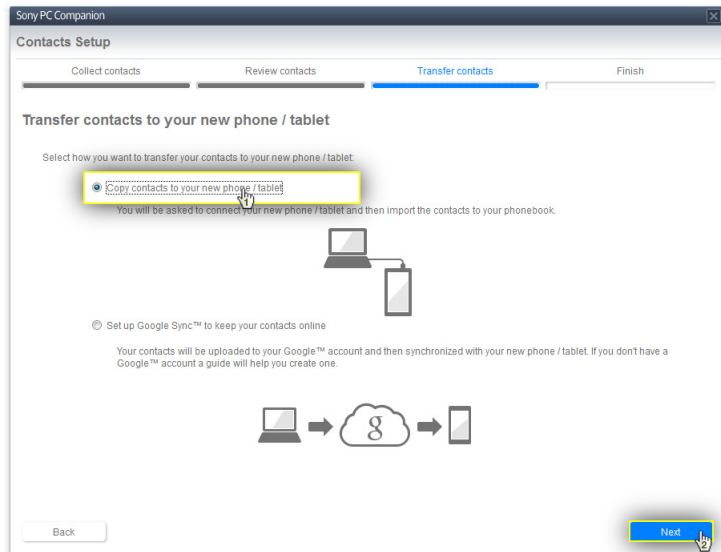 Sony PC Companion
Contacts Setup
Collect contacts
Review contacts
Transfer contacts
Finish
Transfer contacts to your new phone / tablet
Select how you want to transfer your contacts to your new phone / tablet:
Copy contacts to your new phone / tablet
1
You will be asked to connect your new phone / tablet and then import the contacts to your phonebook.
Set up Google Sync™ to keep your contacts online
Your contacts will be uploaded to your Google™ account and then synchronized with your new phone / tablet. If you don't have a
Google™ account a guide will help you create one.
g
Back
Next
2